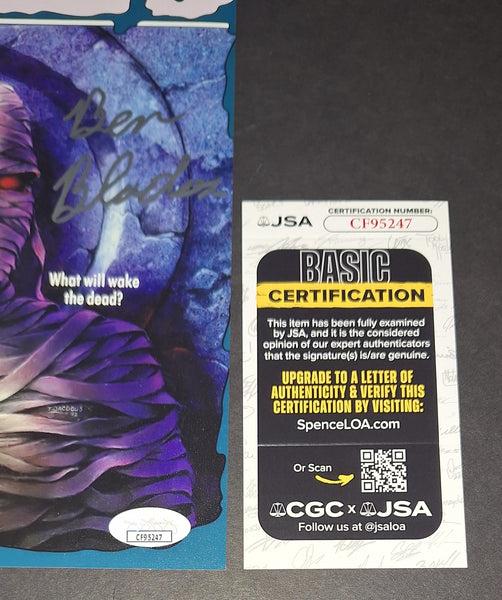 Ben
Blades
What will wake
the dead?
CF95247
JSA
CERTIFICATION NUMBER:
CF95247
BASIC
CERTIFICATION
This item has been fully examined
by JSA, and it is the considered
opinion of our expert authenticators
that the signature(s) is/are genuine.
UPGRADE TO A LETTER OF
AUTHENTICITY & VERIFY THIS
CERTIFICATION BY VISITING:
SpenceLOA.com
Or Scan
CGC x JSA
Follow us at @jsaloa